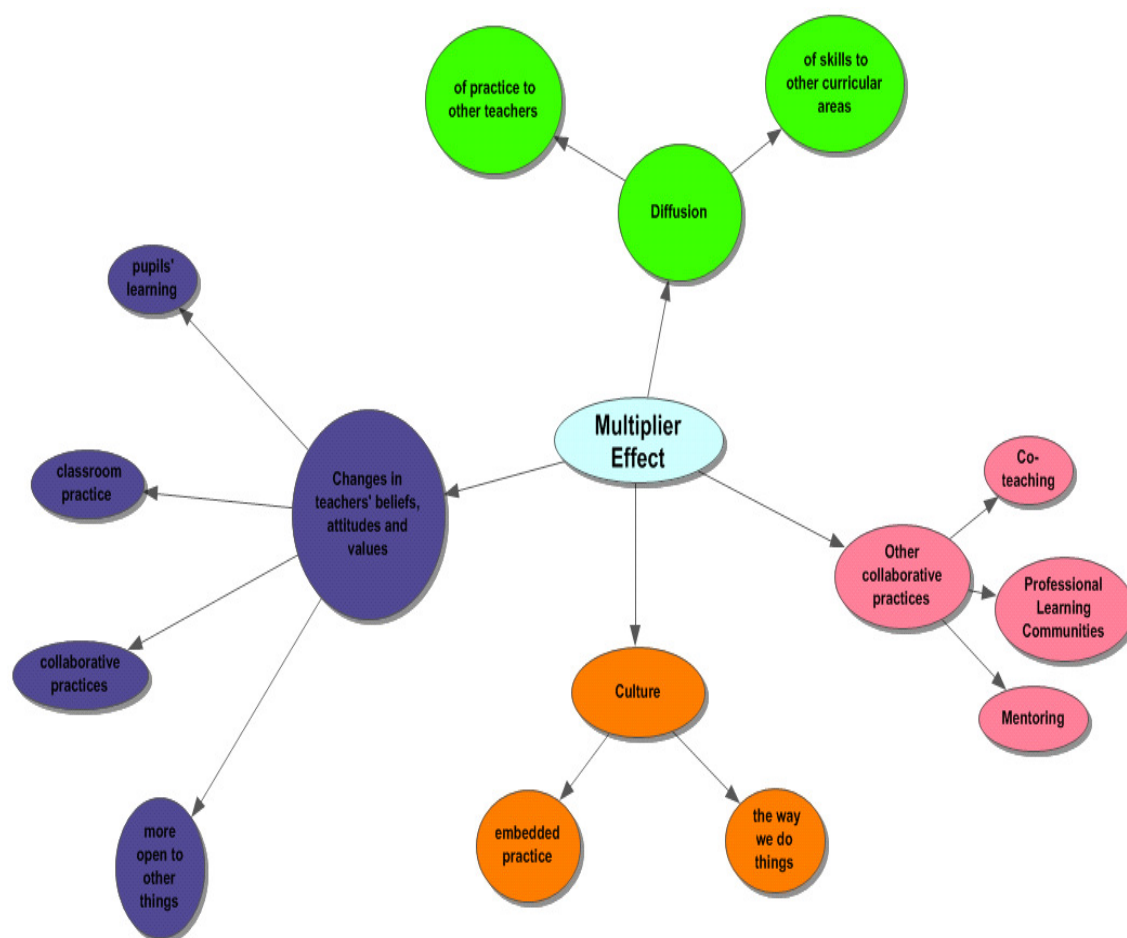 of practice to
other teachers
of skills to
other curricular
areas
Diffusion
pupils'
learning
Multiplier
Effect
Changes in
teachers' beliefs,
attitudes and
values
classroom
practice
collaborative
practices
more
open to
other
things
Co-
teaching
Other
collaborative
practices
Professional
Learning
Communities
Mentoring
Culture
embedded
practice
the way
we do
things